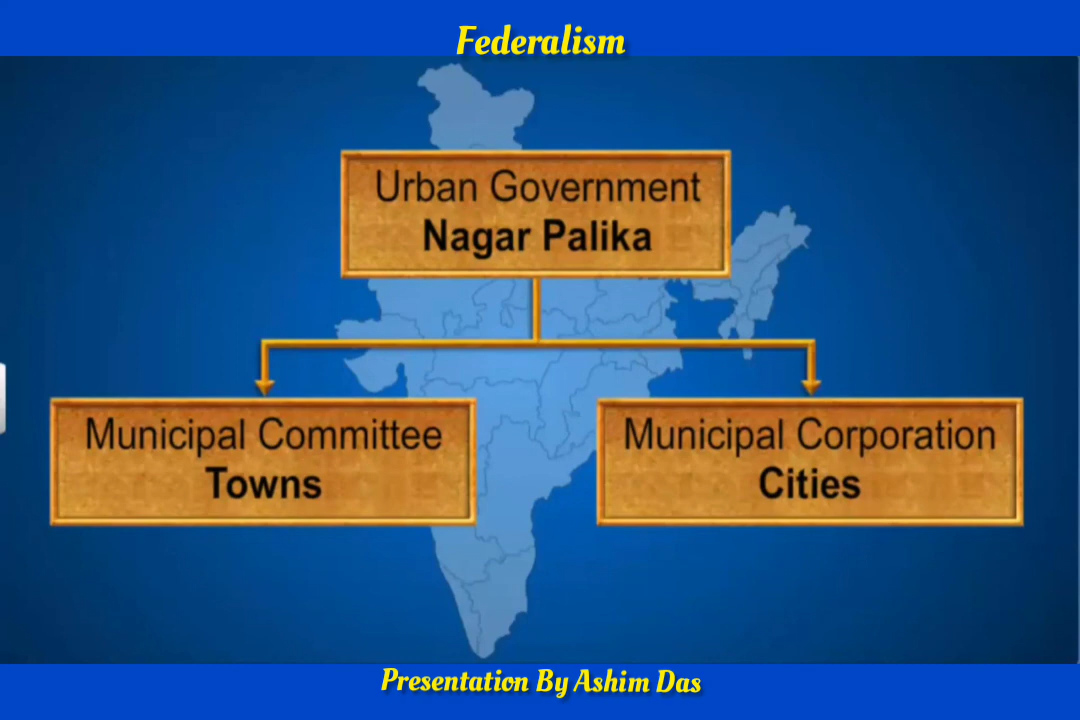 Federalism
Urban Government
Nagar Palika
Municipal Committee
Towns
Municipal Corporation
Cities
Presentation By Ashim Das